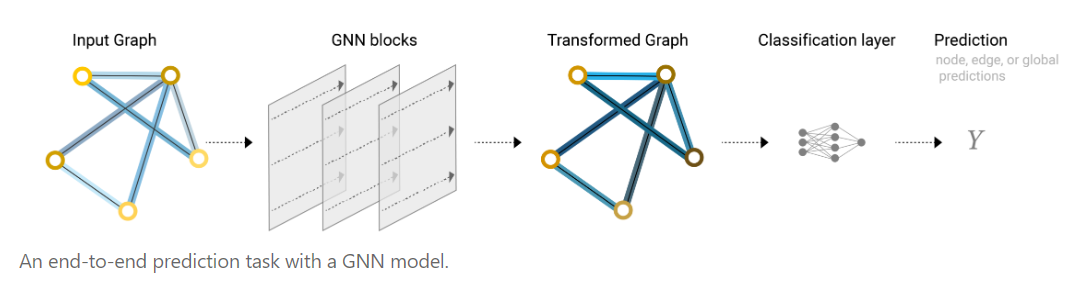 Input Graph
GNN blocks
Transformed Graph
Classification layer
Prediction
node, edge, or global
predictions
Y
An end-to-end prediction task with a GNN model.